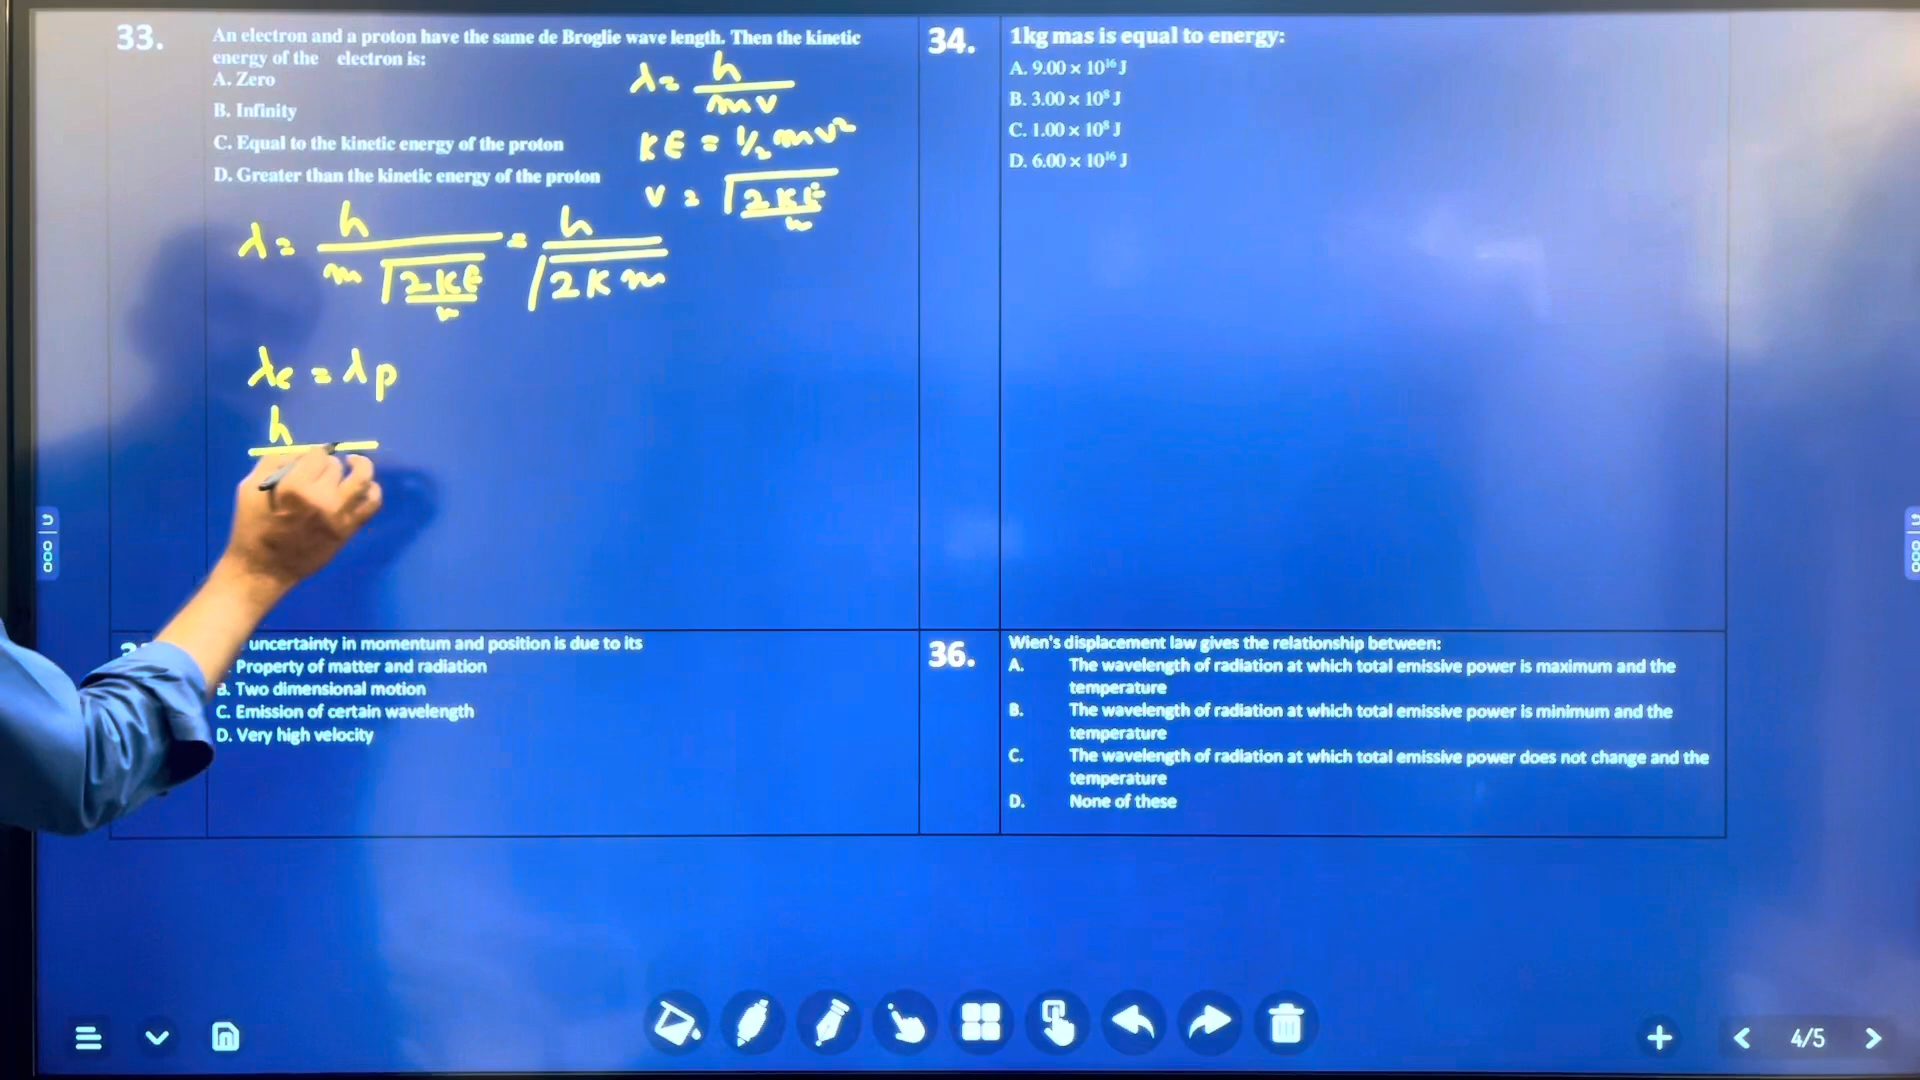 33.
An electron and a proton have the same de Broglie wave length. Then the kinetic
energy of the electron is:
A. Zero
B. Infinity
C. Equal to the kinetic energy of the proton
D. Greater than the kinetic energy of the proton
λ = h / mv
KE = 1/2 mv²
v = √(2KE/m)
λ = h / m√(2KE/m) = h / √(2Km)
λe = λp
h
34.
1kg mas is equal to energy:
A. 9.00 × 10¹⁶ J
B. 3.00 × 10⁸ J
C. 1.00 × 10⁸ J
D. 6.00 × 10¹⁶ J
uncertainty in momentum and position is due to its
Property of matter and radiation
B. Two dimensional motion
C. Emission of certain wavelength
D. Very high velocity
36.
Wien's displacement law gives the relationship between:
A. The wavelength of radiation at which total emissive power is maximum and the
temperature
B. The wavelength of radiation at which total emissive power is minimum and the
temperature
C. The wavelength of radiation at which total emissive power does not change and the
temperature
D. None of these
4/5